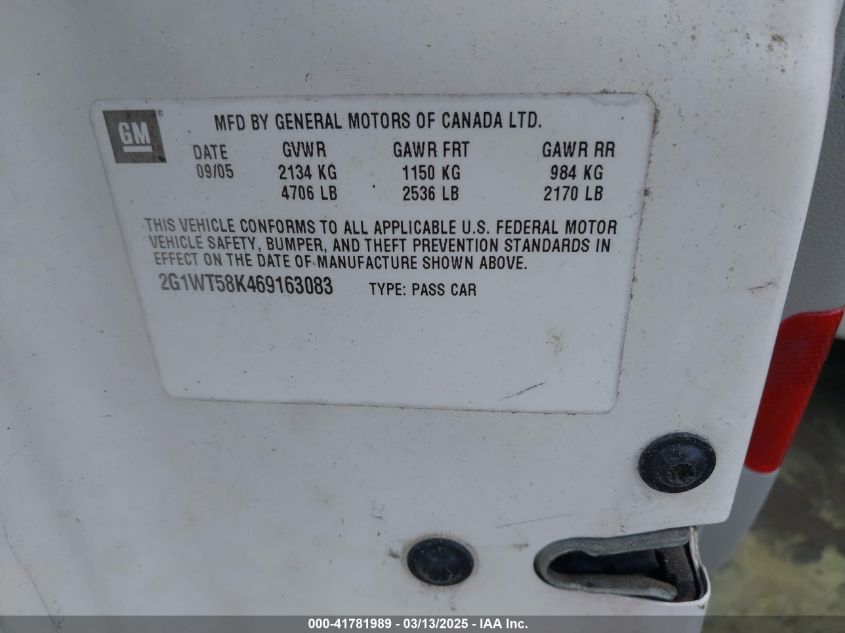 GM
MFD BY GENERAL MOTORS OF CANADA LTD.
DATE GVWR GAWR FRT GAWR RR
09/05 2134 KG 1150 KG 984 KG
4706 LB 2536 LB 2170 LB
THIS VEHICLE CONFORMS TO ALL APPLICABLE U.S. FEDERAL MOTOR
VEHICLE SAFETY, BUMPER, AND THEFT PREVENTION STANDARDS IN
EFFECT ON THE DATE OF MANUFACTURE SHOWN ABOVE.
2G1WT58K469163083 TYPE: PASS CAR
000-41781989 / 03/13/2025 — IAA Inc.